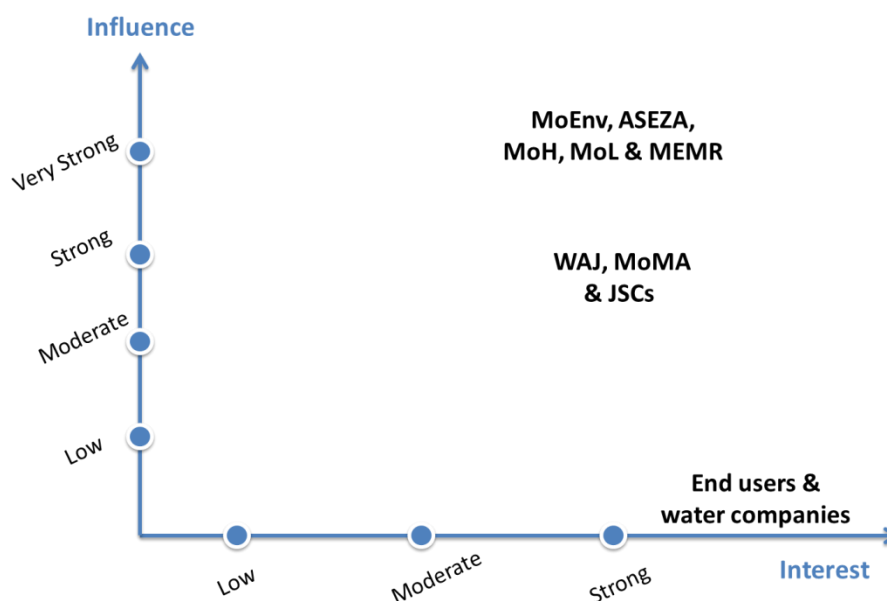 Influence
MoEnv, ASEZA,
MoH, MoL & MEMR
Very Strong
Strong
WAJ, MoMA
& JSCs
Moderate
Low
End users &
water companies
Low
Moderate
Strong
Interest